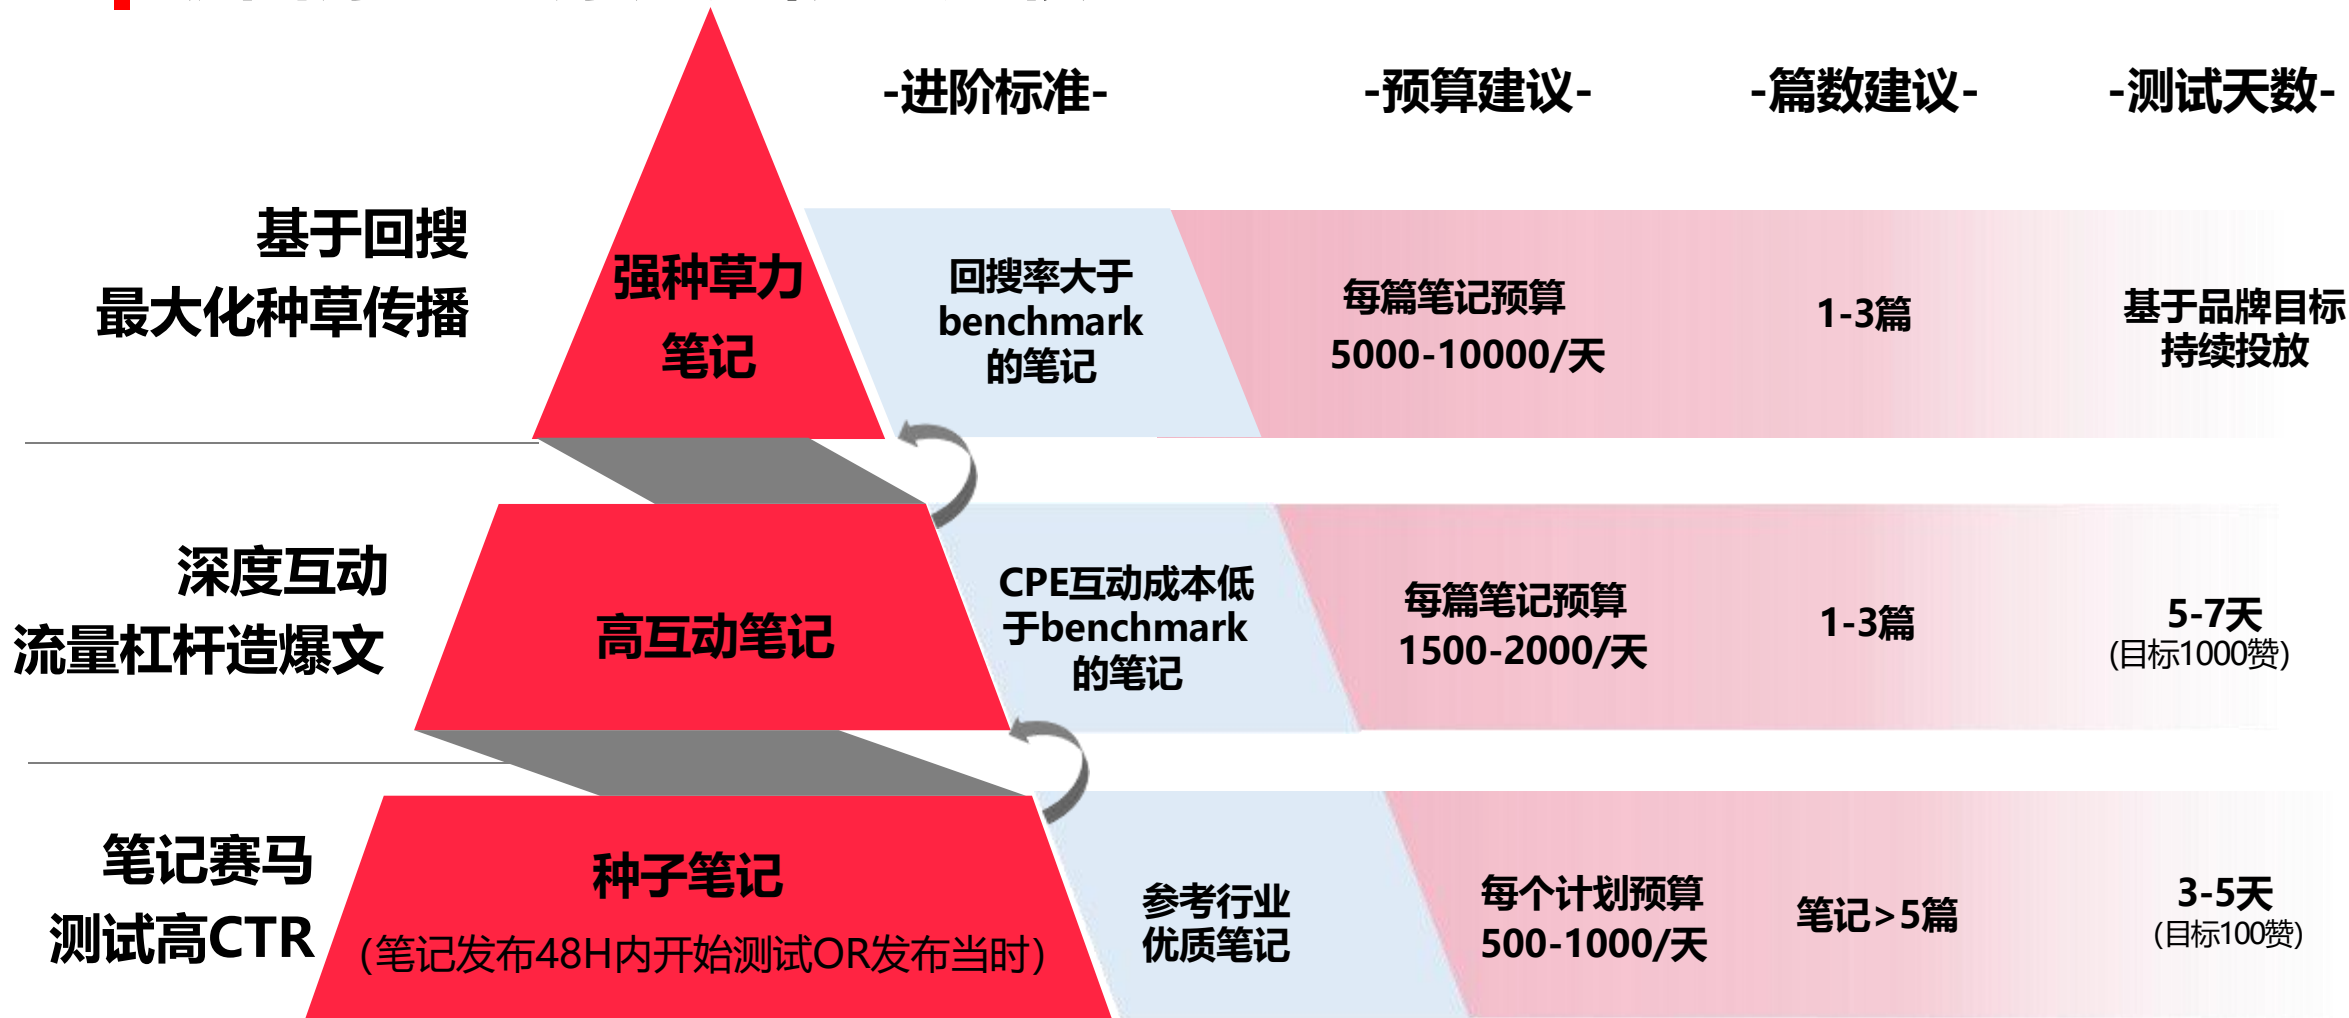 -进阶标准-
-预算建议-
-篇数建议-
-测试天数-
基于回搜
最大化种草传播
强种草力
笔记
回搜率大于
benchmark
的笔记
每篇笔记预算
5000-10000/天
1-3篇
基于品牌目标
持续投放
深度互动
流量杠杆造爆文
高互动笔记
CPE互动成本低
于benchmark
的笔记
每篇笔记预算
1500-2000/天
1-3篇
5-7天
(目标1000赞)
笔记赛马
测试高CTR
种子笔记
（笔记发布48H内开始测试OR发布当时）
参考行业
优质笔记
每个计划预算
500-1000/天
笔记>5篇
3-5天
(目标100赞)